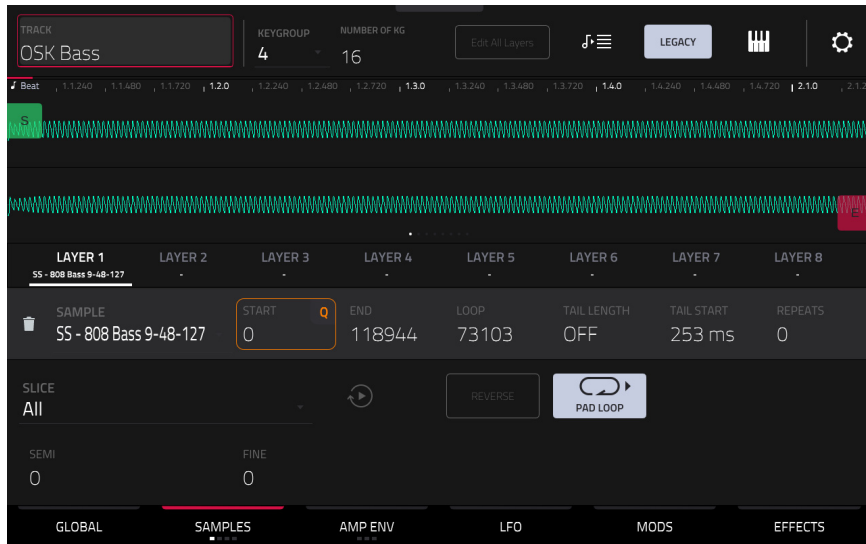 TRACK
OSK Bass
KEYGROUP
4
NUMBER OF KG
16
Edit All Layers
LEGACY
Beat 1.1.240 1.1.480 1.1.720 1.2.0 1.2.240 1.2.480 1.2.720 1.3.0 1.3.240 1.3.480 1.3.720 1.4.0 1.4.240 1.4.480 1.4.720 2.1.0 2.1.2
S
E
LAYER 1 LAYER 2 LAYER 3 LAYER 4 LAYER 5 LAYER 6 LAYER 7 LAYER 8
SS - 808 Bass 9-48-127 - - - - - - -
SAMPLE START Q END LOOP TAIL LENGTH TAIL START REPEATS
SS - 808 Bass 9-48-127 0 118944 73103 OFF 253 ms 0
SLICE
All
REVERSE
PAD LOOP
SEMI FINE
0 0
GLOBAL SAMPLES AMP ENV LFO MODS EFFECTS